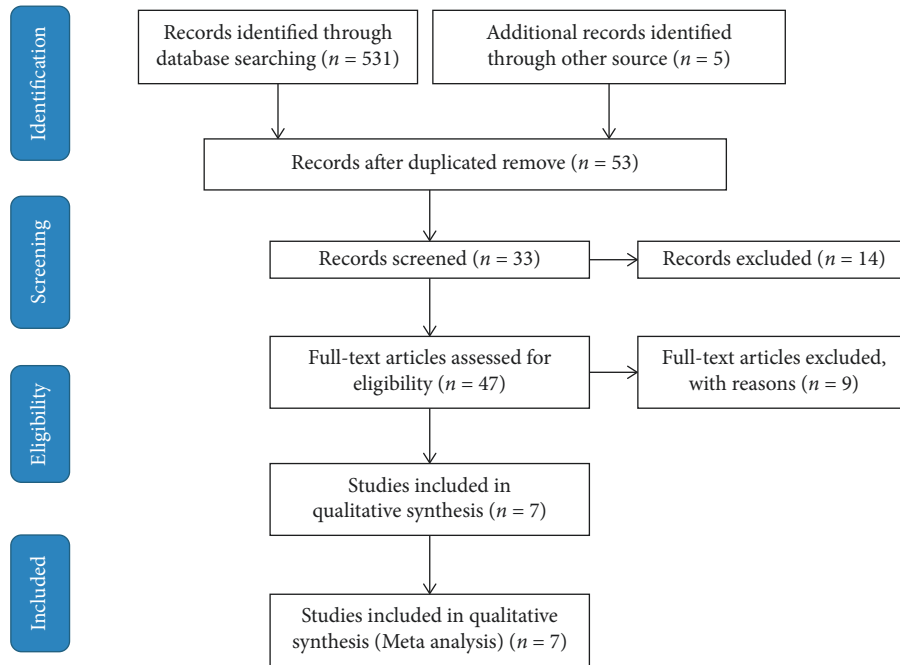 Identification
Records identified through
database searching (n = 531)
Additional records identified
through other source (n = 5)
Records after duplicated remove (n = 53)
Screening
Records screened (n = 33)
Records excluded (n = 14)
Eligibility
Full-text articles assessed for
eligibility (n = 47)
Full-text articles excluded,
with reasons (n = 9)
Studies included in
qualitative synthesis (n = 7)
Included
Studies included in qualitative
synthesis (Meta analysis) (n = 7)